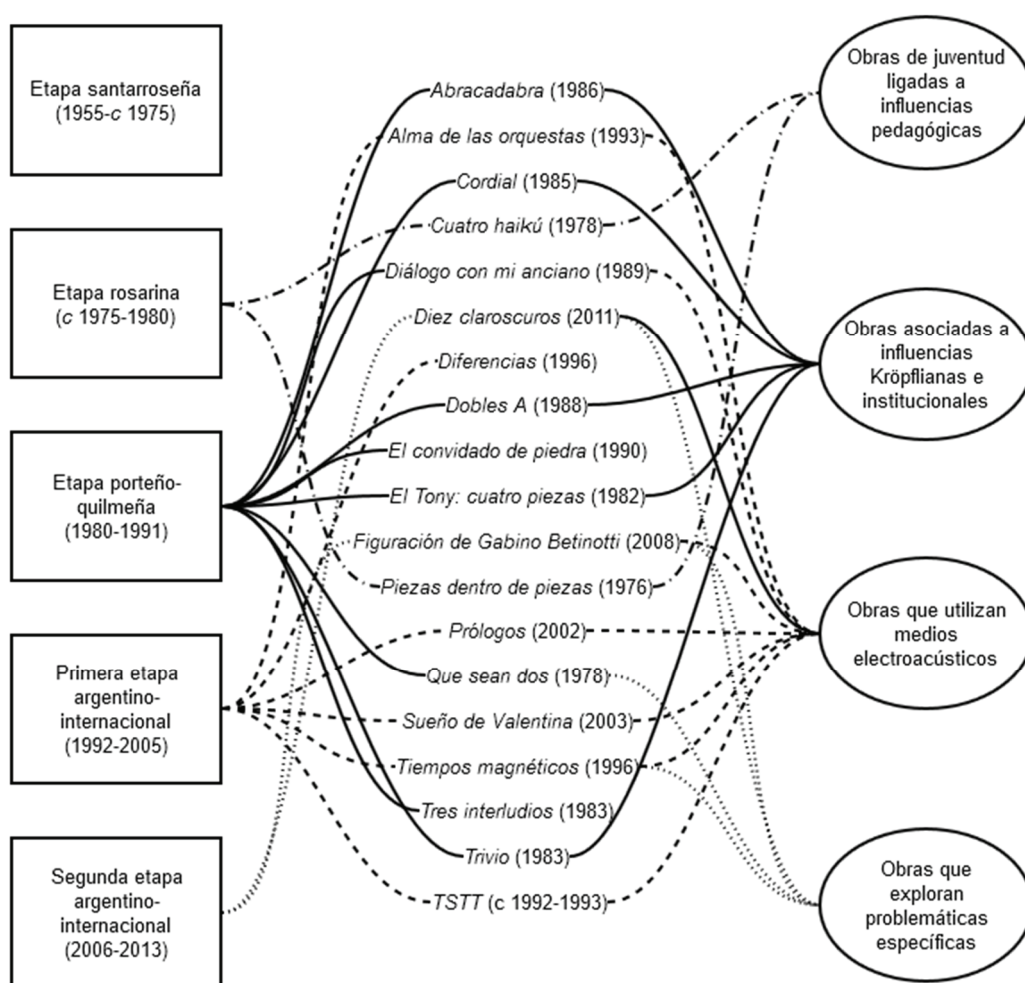 Etapa santarroseña
(1955-c 1975)
Etapa rosarina
(c 1975-1980)
Etapa porteño-
quilmeña
(1980-1991)
Primera etapa
argentino-
internacional
(1992-2005)
Segunda etapa
argentino-
internacional
(2006-2013)
Abracadabra (1986)
Alma de las orquestas (1993)
Cordial (1985)
Cuatro haikú (1978)
Diálogo con mi anciano (1989)
Diez claroscuros (2011)
Diferencias (1996)
Dobles A (1988)
El convidado de piedra (1990)
El Tony: cuatro piezas (1982)
Figuración de Gabino Betinotti (2008)
Piezas dentro de piezas (1976)
Prólogos (2002)
Que sean dos (1978)
Sueño de Valentina (2003)
Tiempos magnéticos (1996)
Tres interludios (1983)
Trivio (1983)
TSTT (c 1992-1993)
Obras de juventud
ligadas a
influencias
pedagógicas
Obras asociadas a
influencias
Kröpflianas e
institucionales
Obras que utilizan
medios
electroacústicos
Obras que
exploran
problemáticas
específicas